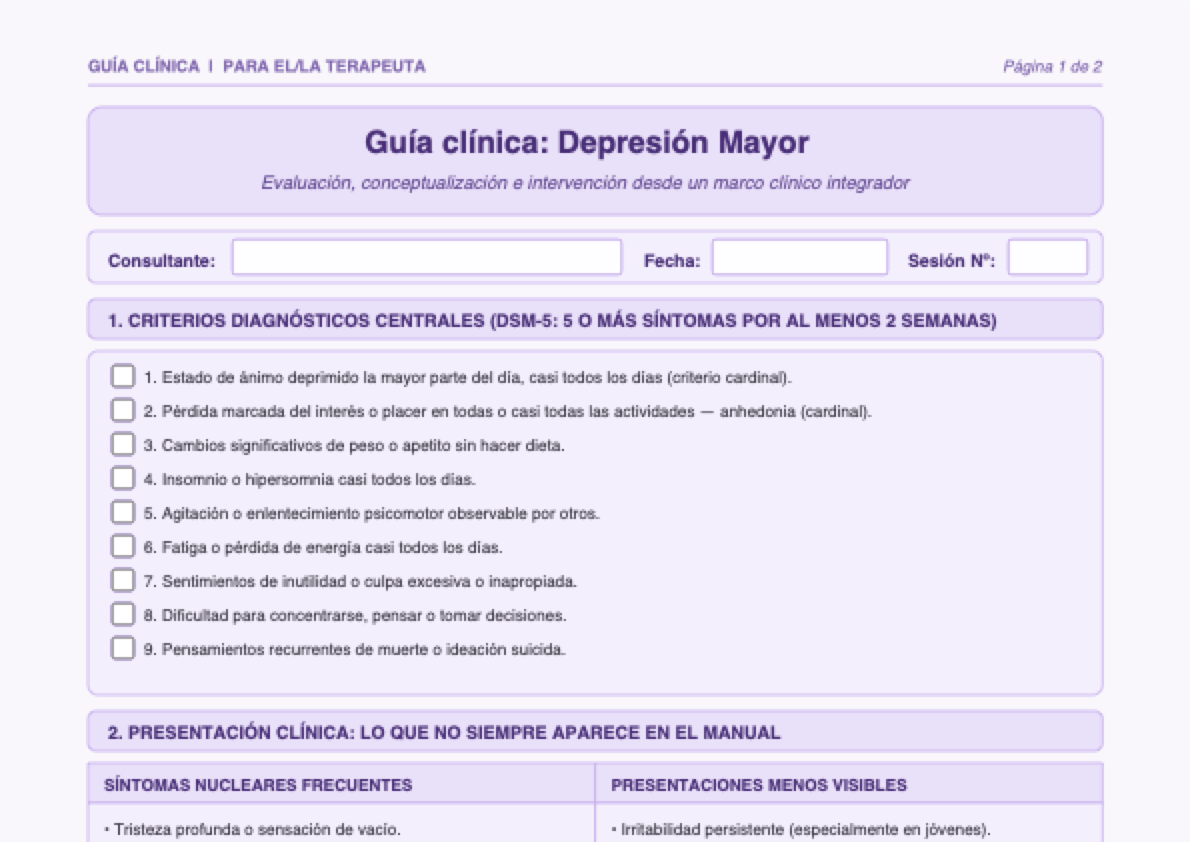 GUÍA CLÍNICA | PARA EL/LA TERAPEUTA
Página 1 de 2
Guía clínica: Depresión Mayor
Evaluación, conceptualización e intervención desde un marco clínico integrador
Consultante:
Fecha:
Sesión Nº:
1. CRITERIOS DIAGNÓSTICOS CENTRALES (DSM-5: 5 O MÁS SÍNTOMAS POR AL MENOS 2 SEMANAS)
1. Estado de ánimo deprimido la mayor parte del día, casi todos los días (criterio cardinal).
2. Pérdida marcada del interés o placer en todas o casi todas las actividades — anhedonia (cardinal).
3. Cambios significativos de peso o apetito sin hacer dieta.
4. Insomnio o hipersomnia casi todos los días.
5. Agitación o enlentecimiento psicomotor observable por otros.
6. Fatiga o pérdida de energía casi todos los días.
7. Sentimientos de inutilidad o culpa excesiva o inapropiada.
8. Dificultad para concentrarse, pensar o tomar decisiones.
9. Pensamientos recurrentes de muerte o ideación suicida.
2. PRESENTACIÓN CLÍNICA: LO QUE NO SIEMPRE APARECE EN EL MANUAL
SÍNTOMAS NUCLEARES FRECUENTES
PRESENTACIONES MENOS VISIBLES
• Tristeza profunda o sensación de vacío.
• Irritabilidad persistente (especialmente en jóvenes).